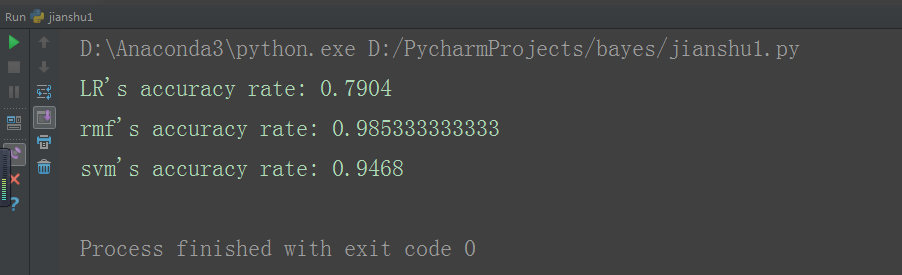 Run jianshu1
D:\Anaconda3\python.exe D:/PycharmProjects/bayes/jianshu1.py
LR's accuracy rate: 0.7904
rmf's accuracy rate: 0.985333333333
svm's accuracy rate: 0.9468
Process finished with exit code 0